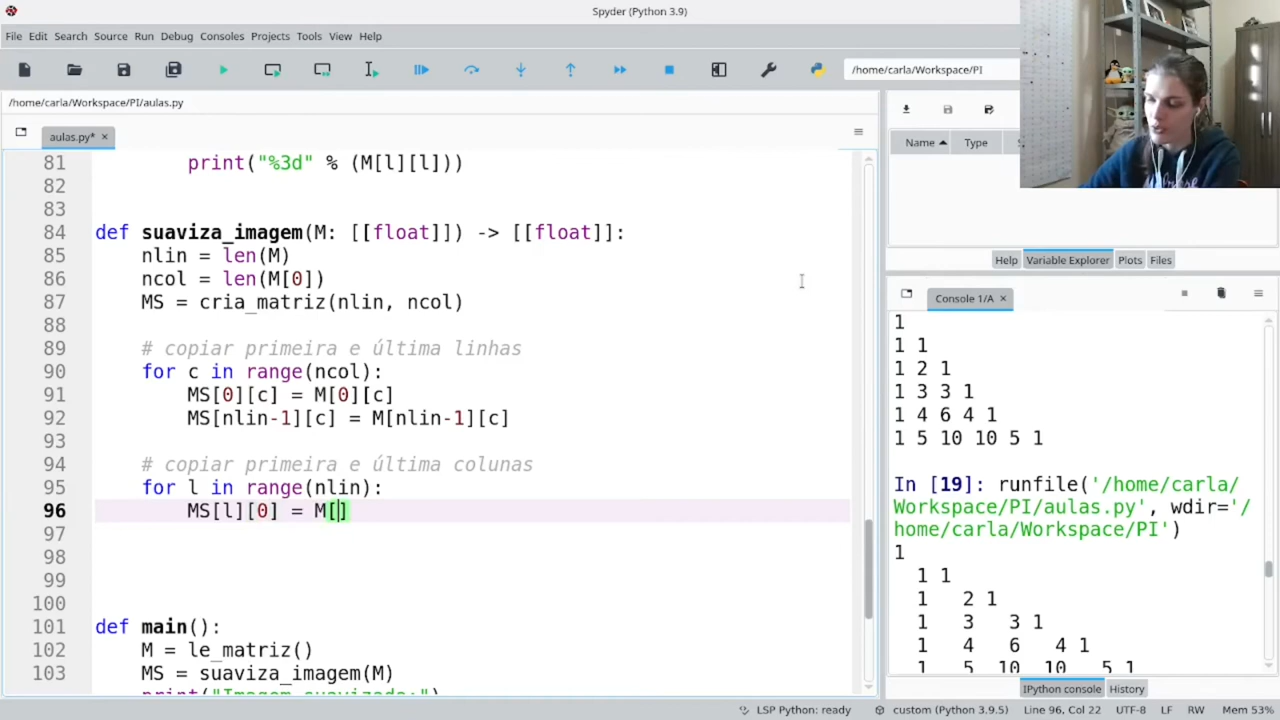 Spyder (Python 3.9)
File Edit Search Source Run Debug Consoles Projects Tools View Help
/home/carla/Workspace/PI
/home/carla/Workspace/PI/aulas.py
aulas.py*
Name Type S
81 print("%3d" % (M[l][l]))
82
83
84 def suaviza_imagem(M: [[float]]) -> [[float]]:
85 nlin = len(M)
86 ncol = len(M[0])
87 MS = cria_matriz(nlin, ncol)
88
89 # copiar primeira e última linhas
90 for c in range(ncol):
91 MS[0][c] = M[0][c]
92 MS[nlin-1][c] = M[nlin-1][c]
93
94 # copiar primeira e última colunas
95 for l in range(nlin):
96 MS[l][0] = M[]
97
98
99
100
101 def main():
102 M = le_matriz()
103 MS = suaviza_imagem(M)
print("Imagem suavizada:")
Help Variable Explorer Plots Files
Console 1/A
1
1 1
1 2 1
1 3 3 1
1 4 6 4 1
1 5 10 10 5 1
In [19]: runfile('/home/carla/
Workspace/PI/aulas.py', wdir='/
home/carla/Workspace/PI')
1
1 1
1 2 1
1 3 3 1
1 4 6 4 1
1 5 10 10 5 1
IPython console History
LSP Python: ready custom (Python 3.9.5) Line 96, Col 22 UTF-8 LF RW Mem 53%